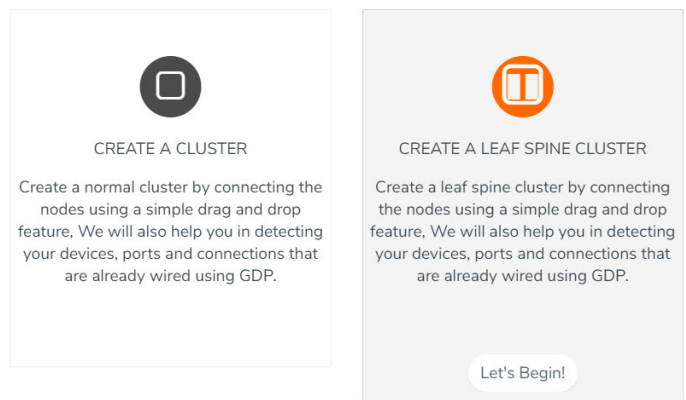 CREATE A CLUSTER
Create a normal cluster by connecting the
nodes using a simple drag and drop
feature, We will also help you in detecting
your devices, ports and connections that
are already wired using GDP.
CREATE A LEAF SPINE CLUSTER
Create a leaf spine cluster by connecting
the nodes using a simple drag and drop
feature, We will also help you in detecting
your devices, ports and connections that
are already wired using GDP.
Let's Begin!